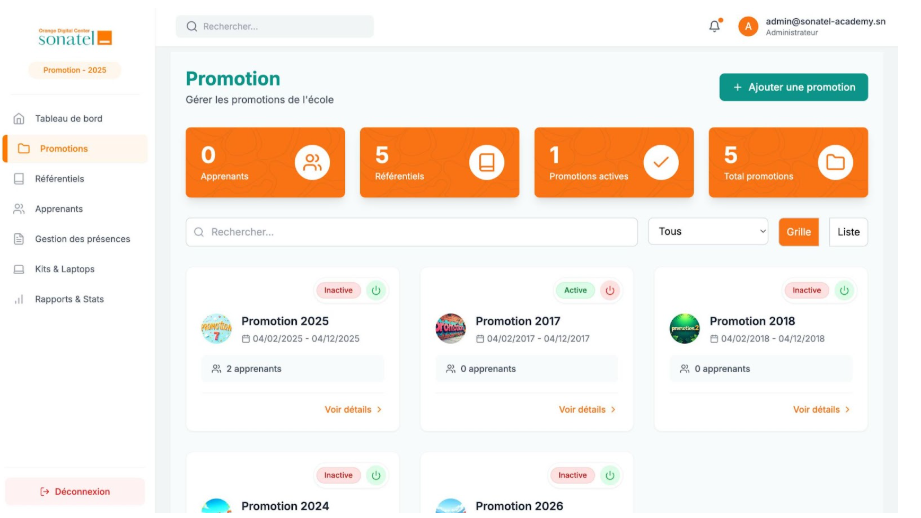 Orange Digital Center
sonatel
Promotion - 2025
Tableau de bord
Promotions
Référentiels
Apprenants
Gestion des présences
Kits & Laptops
Rapports & Stats
Déconnexion
Rechercher...
A
admin@sonatel-academy.sn
Administrateur
Promotion
Gérer les promotions de l'école
+ Ajouter une promotion
0
Apprenants
5
Référentiels
1
Promotions actives
5
Total promotions
Rechercher...
Tous
Grille
Liste
Inactive
PROMOTION
7
Promotion 2025
04/02/2025 - 04/12/2025
2 apprenants
Voir détails
Active
Promotion 2017
04/02/2017 - 04/12/2017
0 apprenants
Voir détails
Inactive
promotion 2
Promotion 2018
04/02/2018 - 04/12/2018
0 apprenants
Voir détails
Inactive
Promotion 2024
Inactive
Promotion 2026